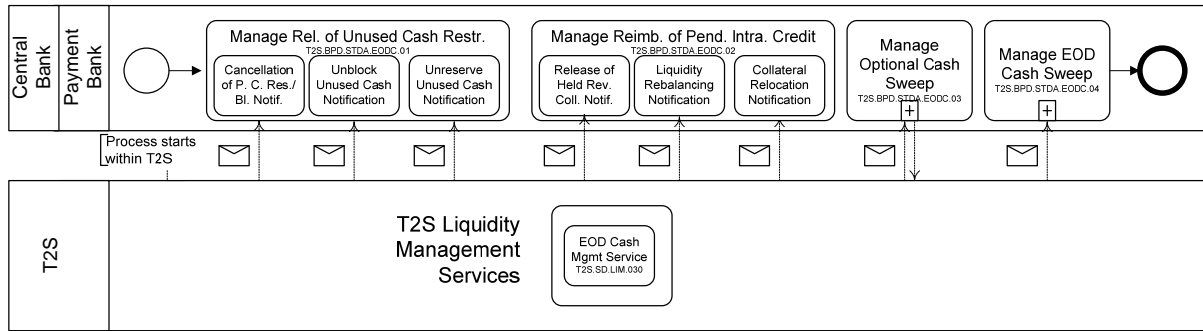 Central
Bank
Payment
Bank
Manage Rel. of Unused Cash Restr.
T2S.BPD.STDA.EODC.01
Cancellation
of P. C. Res./
Bl. Notif.
Unblock
Unused Cash
Notification
Unreserve
Unused Cash
Notification
Manage Reimb. of Pend. Intra. Credit
T2S.BPD.STDA.EODC.02
Release of
Held Rev.
Coll. Notif.
Liquidity
Rebalancing
Notification
Collateral
Relocation
Notification
Manage
Optional Cash
Sweep
T2S.BPD.STDA.EODC.03
Manage EOD
Cash Sweep
T2S.BPD.STDA.EODC.04
Process starts
within T2S
T2S
T2S Liquidity
Management
Services
EOD Cash
Mgmt Service
T2S.SD.LIM.030